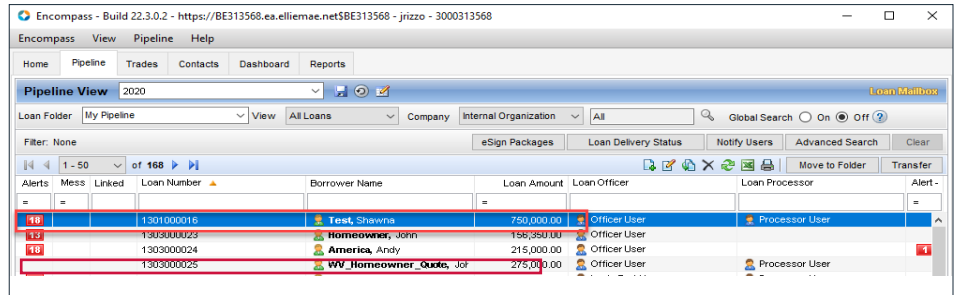 Encompass - Build 22.3.0.2 - https://BE313568.ea.elliemae.net$BE313568 - jrizzo - 3000313568
Encompass View Pipeline Help
Home Pipeline Trades Contacts Dashboard Reports
Pipeline View 2020 Loan Mailbox
Loan Folder My Pipeline View All Loans Company Internal Organization All Global Search On Off ?
Filter: None eSign Packages Loan Delivery Status Notify Users Advanced Search Clear
1 - 50 of 168 Move to Folder Transfer
Alerts Mess Linked Loan Number Borrower Name Loan Amount Loan Officer Loan Processor Alert -
= = = =
18 1301000016 Test, Shawna 750,000.00 Officer User Processor User
13 1303000023 Homeowner, John 156,350.00 Officer User
18 1303000024 America, Andy 215,000.00 Officer User 1
1303000025 WV_Homeowner_Quote, Joh 275,000.00 Officer User Processor User